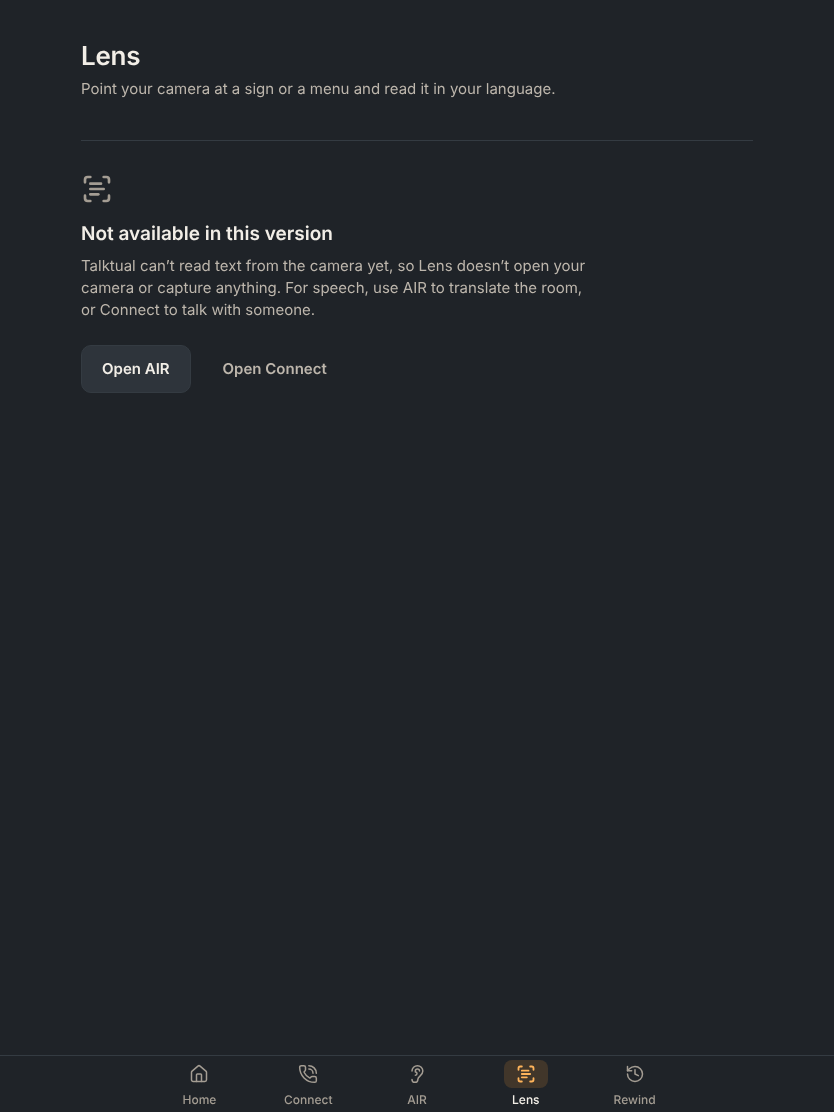 Lens
Point your camera at a sign or a menu and read it in your language.
Not available in this version
Talktual can’t read text from the camera yet, so Lens doesn’t open your
camera or capture anything. For speech, use AIR to translate the room,
or Connect to talk with someone.
Open AIR
Open Connect
Home
Connect
AIR
Lens
Rewind